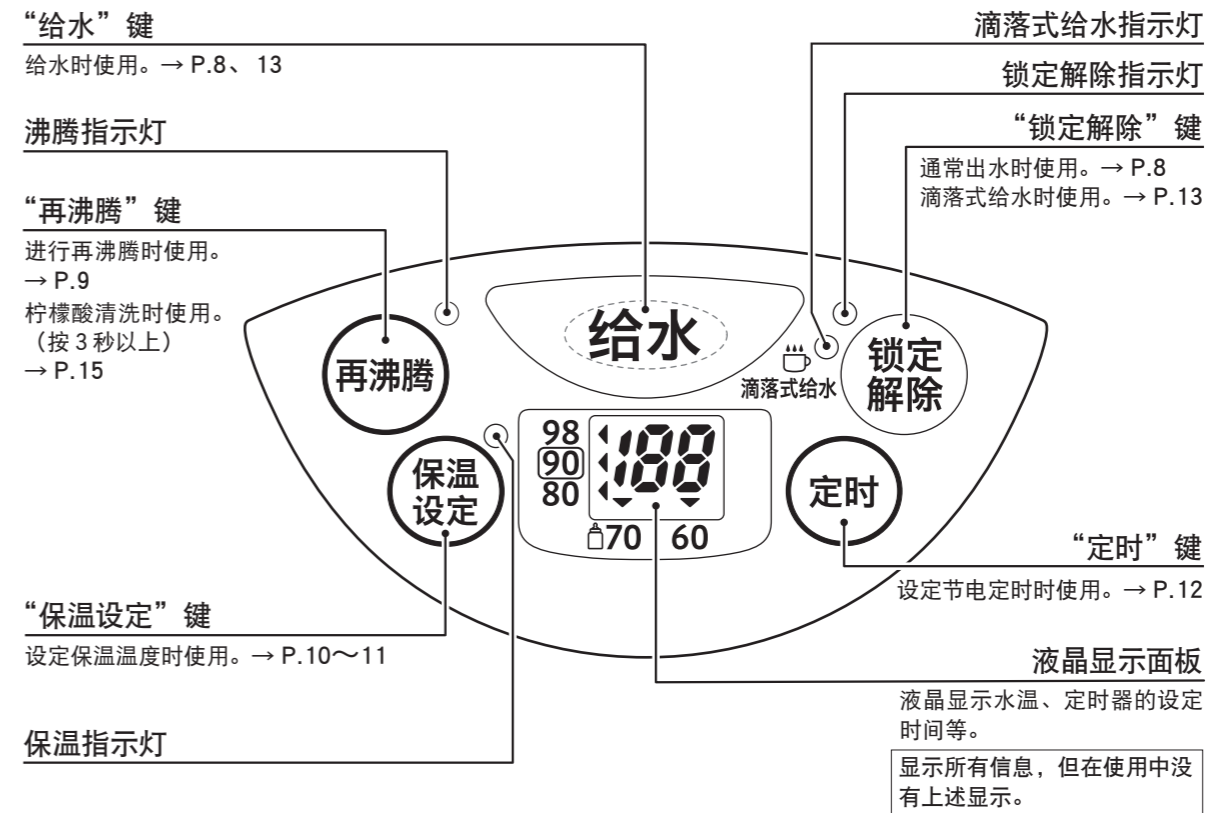 “给水”键
给水时使用。→ P.8、 13
沸腾指示灯
“再沸腾”键
进行再沸腾时使用。
→ P.9
柠檬酸清洗时使用。
（按 3 秒以上）
→ P.15
滴落式给水指示灯
锁定解除指示灯
“锁定解除”键
通常出水时使用。→ P.8
滴落式给水时使用。→ P.13
给水
再沸腾
滴落式给水
锁定
解除
保温
设定
98
90
80
188
70 60
定时
“保温设定”键
设定保温温度时使用。→ P.10～11
保温指示灯
“定时”键
设定节电定时时使用。→ P.12
液晶显示面板
液晶显示水温、定时器的设定
时间等。
显示所有信息，但在使用中没
有上述显示。